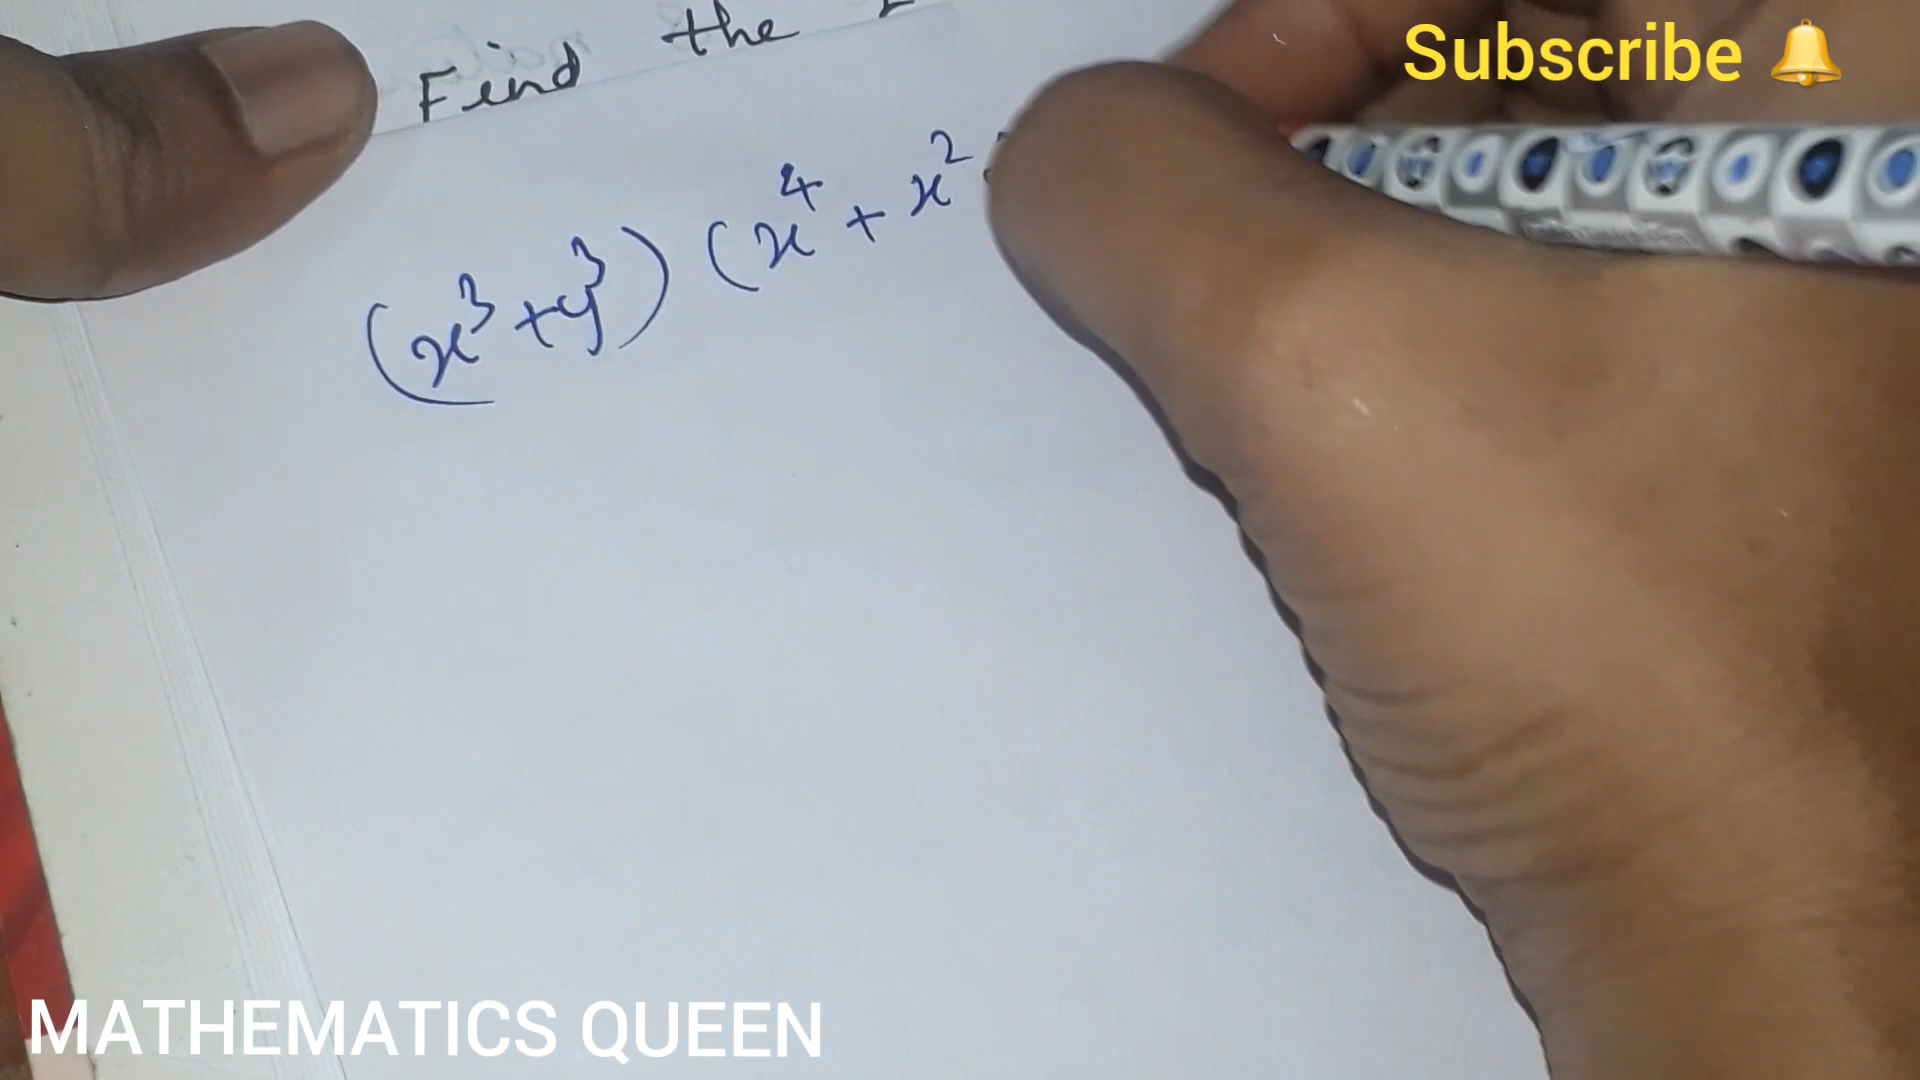 Subscribe 🔔
Find the
(x³+y³) (x⁴ + x²
MATHEMATICS QUEEN